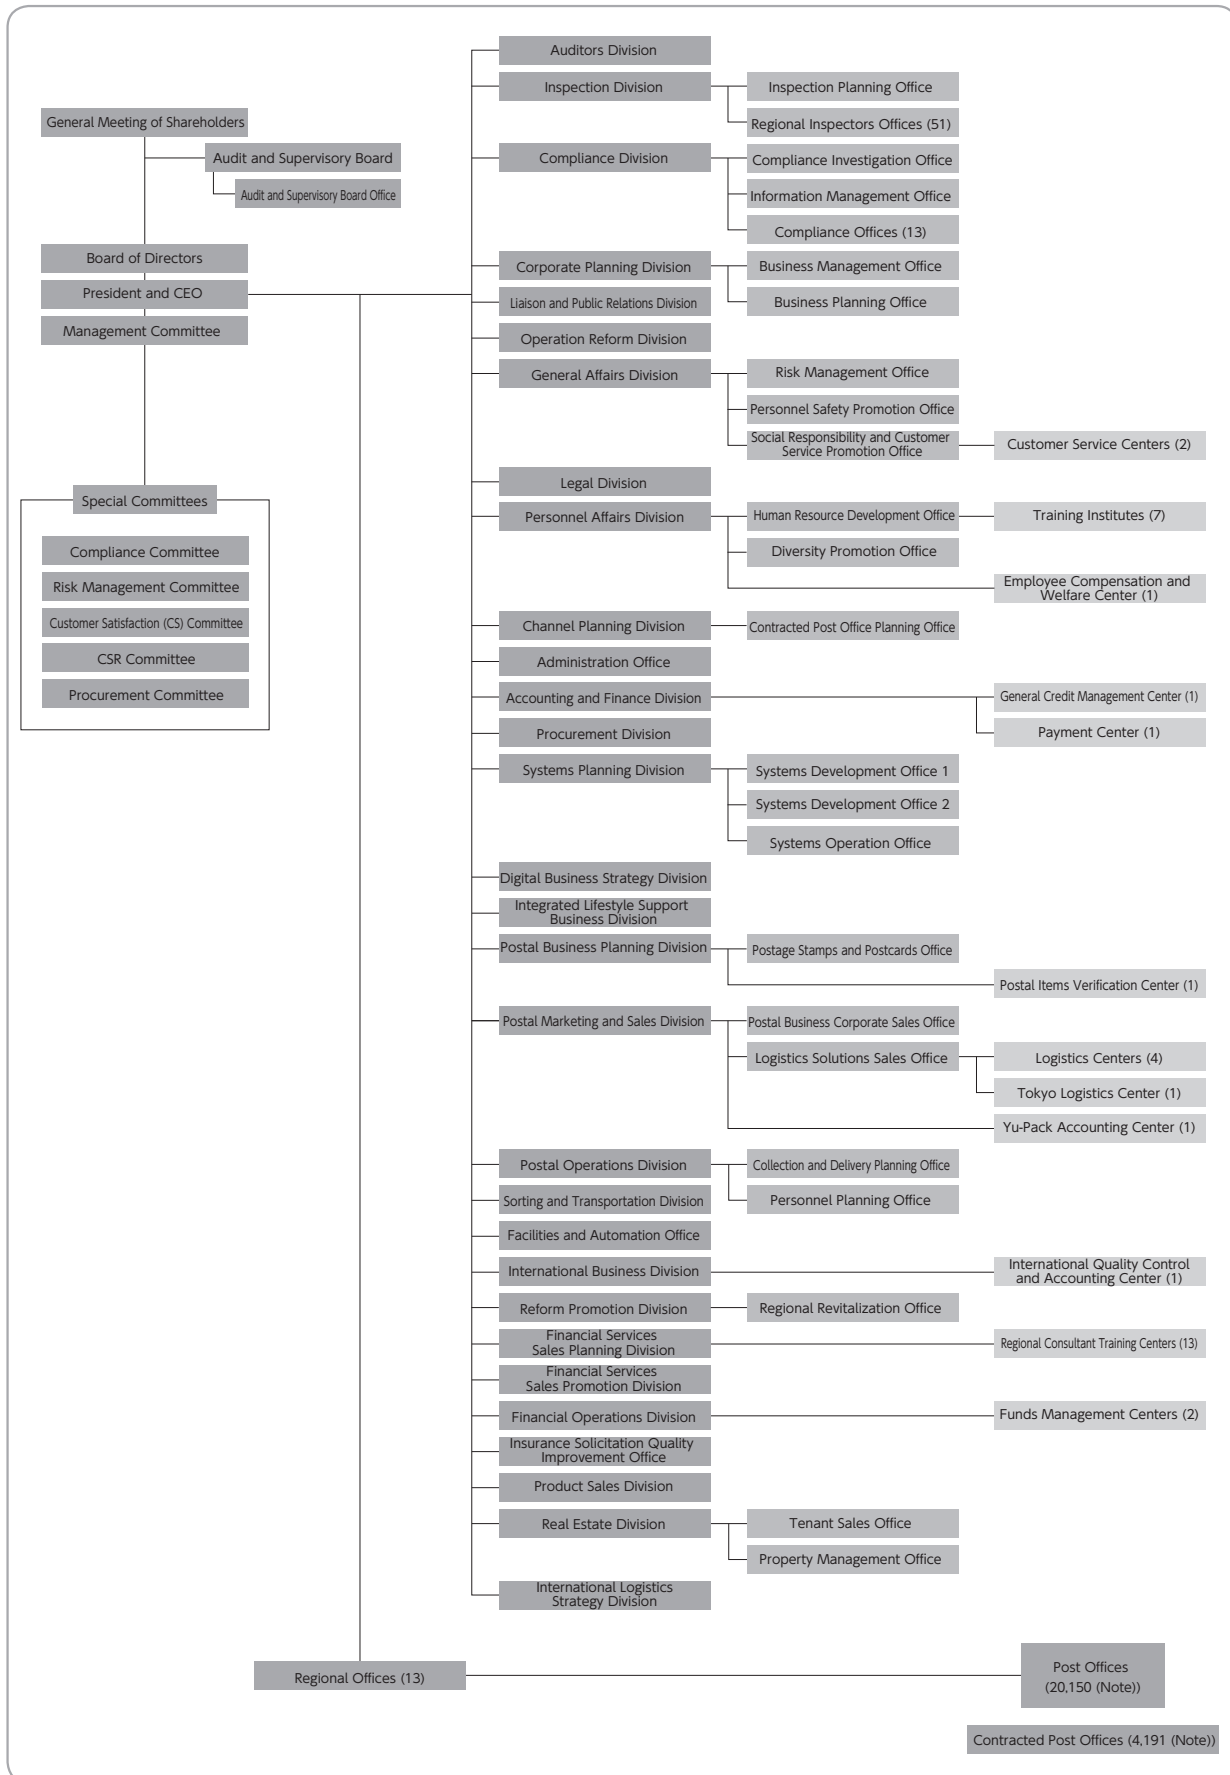 General Meeting of Shareholders
Audit and Supervisory Board
Audit and Supervisory Board Office
Board of Directors
President and CEO
Management Committee
Special Committees
Compliance Committee
Risk Management Committee
Customer Satisfaction (CS) Committee
CSR Committee
Procurement Committee
Auditors Division
Inspection Division
Inspection Planning Office
Regional Inspectors Offices (51)
Compliance Division
Compliance Investigation Office
Information Management Office
Compliance Offices (13)
Corporate Planning Division
Business Management Office
Business Planning Office
Liaison and Public Relations Division
Operation Reform Division
General Affairs Division
Risk Management Office
Personnel Safety Promotion Office
Social Responsibility and Customer
Service Promotion Office
Customer Service Centers (2)
Legal Division
Personnel Affairs Division
Human Resource Development Office
Training Institutes (7)
Diversity Promotion Office
Employee Compensation and
Welfare Center (1)
Channel Planning Division
Contracted Post Office Planning Office
Administration Office
Accounting and Finance Division
General Credit Management Center (1)
Payment Center (1)
Procurement Division
Systems Planning Division
Systems Development Office 1
Systems Development Office 2
Systems Operation Office
Digital Business Strategy Division
Integrated Lifestyle Support
Business Division
Postal Business Planning Division
Postage Stamps and Postcards Office
Postal Items Verification Center (1)
Postal Marketing and Sales Division
Postal Business Corporate Sales Office
Logistics Solutions Sales Office
Logistics Centers (4)
Tokyo Logistics Center (1)
Yu-Pack Accounting Center (1)
Postal Operations Division
Collection and Delivery Planning Office
Personnel Planning Office
Sorting and Transportation Division
Facilities and Automation Office
International Business Division
International Quality Control
and Accounting Center (1)
Reform Promotion Division
Regional Revitalization Office
Financial Services
Sales Planning Division
Regional Consultant Training Centers (13)
Financial Services
Sales Promotion Division
Financial Operations Division
Funds Management Centers (2)
Insurance Solicitation Quality
Improvement Office
Product Sales Division
Real Estate Division
Tenant Sales Office
Property Management Office
International Logistics
Strategy Division
Regional Offices (13)
Post Offices
(20,150 (Note))
Contracted Post Offices (4,191 (Note))